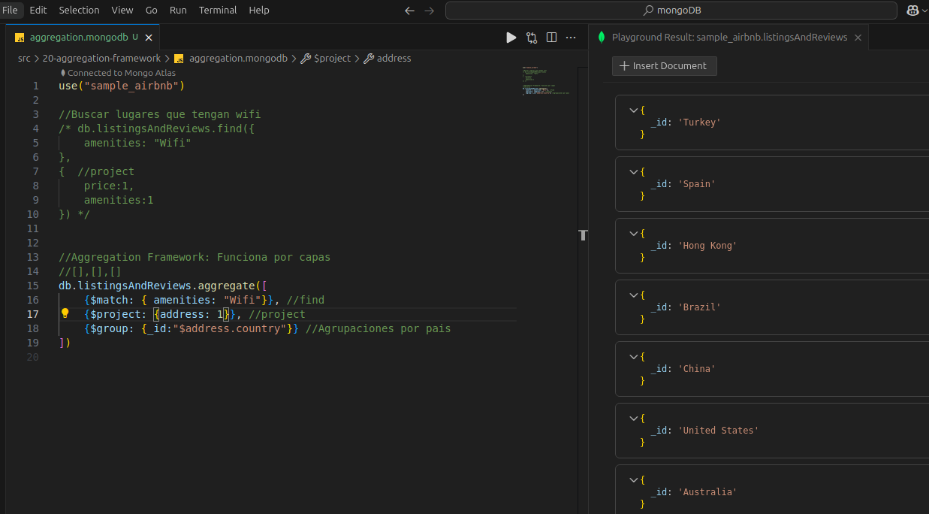 File Edit Selection View Go Run Terminal Help
mongoDB
aggregation.mongodb U
Playground Result: sample_airbnb.listingsAndReviews
src > 20-aggregation-framework > aggregation.mongodb > $project > address
Connected to Mongo Atlas
Insert Document
1 use("sample_airbnb")
2
3 //Buscar lugares que tengan wifi
4 /* db.listingsAndReviews.find({
5 amenities: "Wifi"
6 },
7 { //project
8 price:1,
9 amenities:1
10 }) */
11
12
13 //Aggregation Framework: Funciona por capas
14 //[],[],[]
15 db.listingsAndReviews.aggregate([
16 {$match: { amenities: "Wifi"}}, //find
17 {$project: {address: 1}}, //project
18 {$group: {_id:"$address.country"}} //Agrupaciones por pais
19 ])
20
{
_id: 'Turkey'
}
{
_id: 'Spain'
}
{
_id: 'Hong Kong'
}
{
_id: 'Brazil'
}
{
_id: 'China'
}
{
_id: 'United States'
}
{
_id: 'Australia'
}